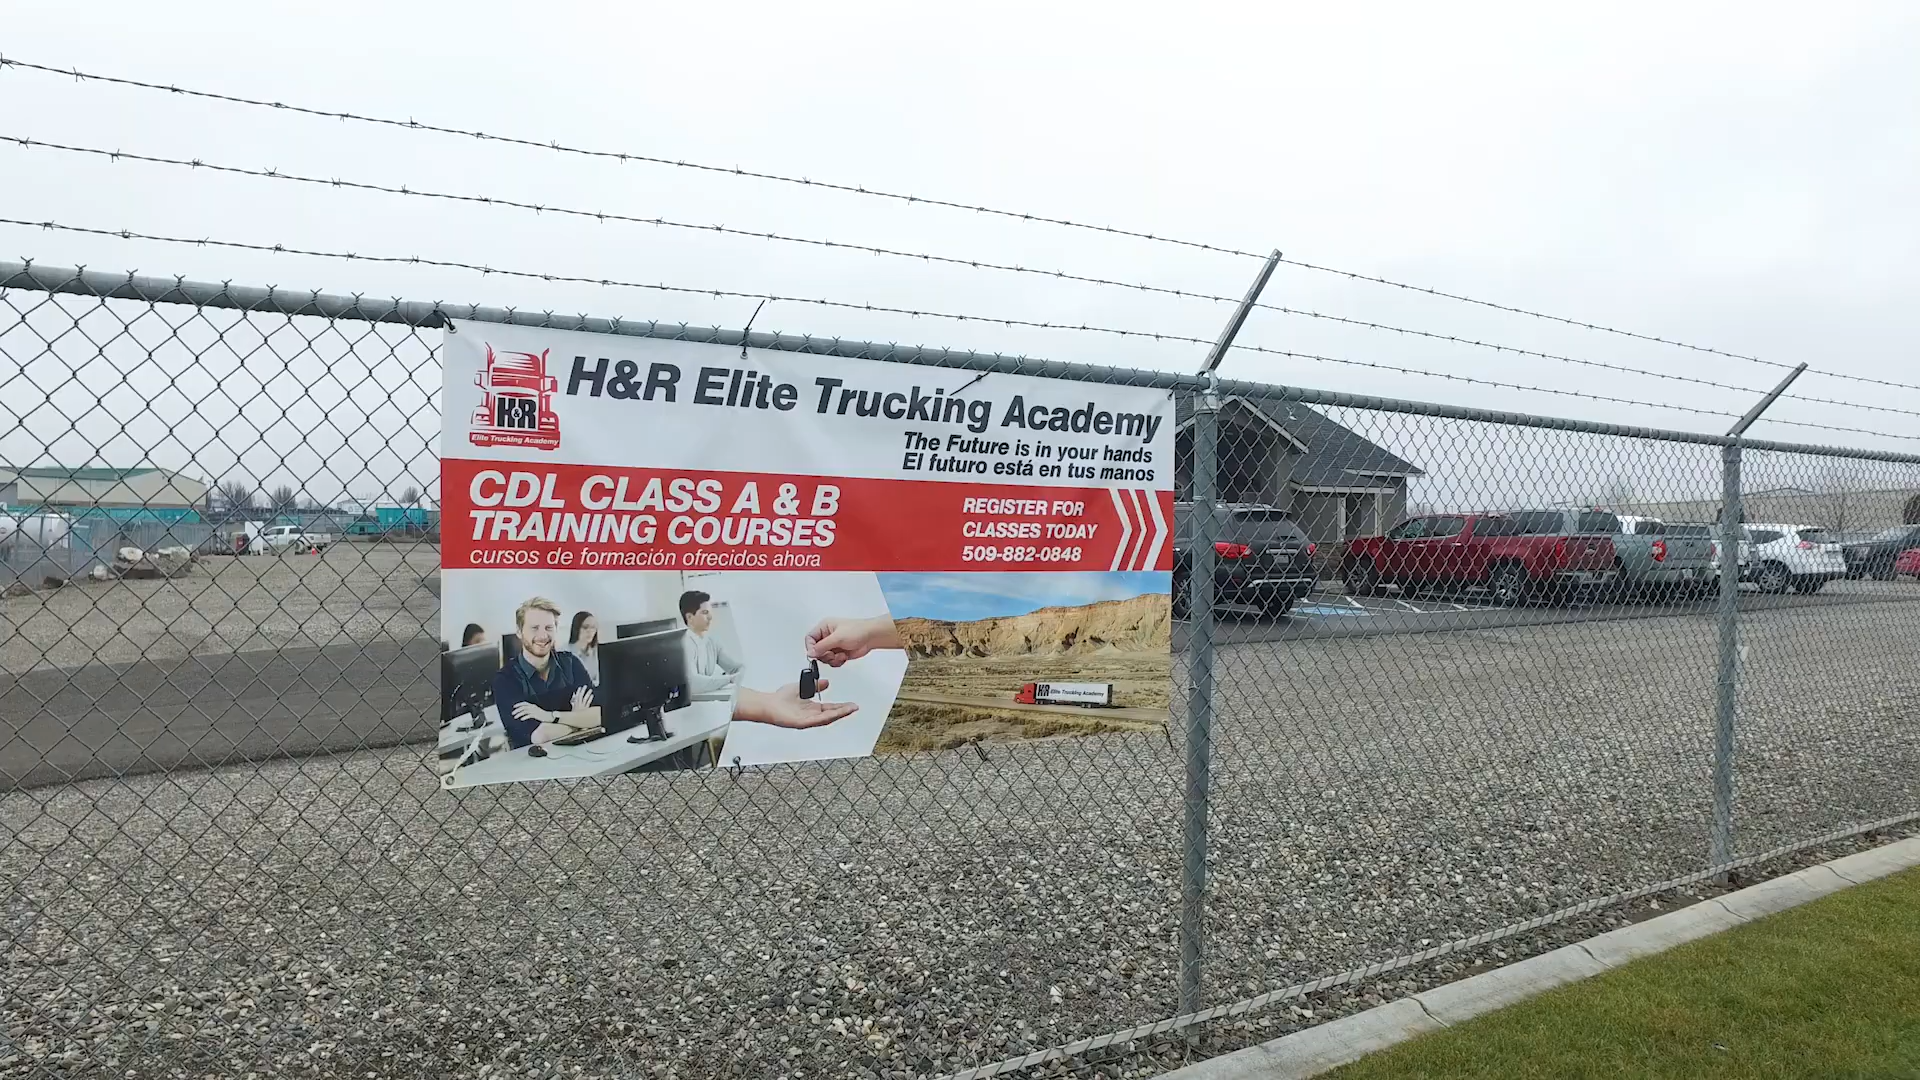 H&R Elite Trucking Academy
H&R
Elite Trucking Academy
The Future is in your hands
El futuro está en tus manos
CDL CLASS A & B
TRAINING COURSES
cursos de formación ofrecidos ahora
REGISTER FOR
CLASSES TODAY
509-882-0848
H&R Elite Trucking Academy